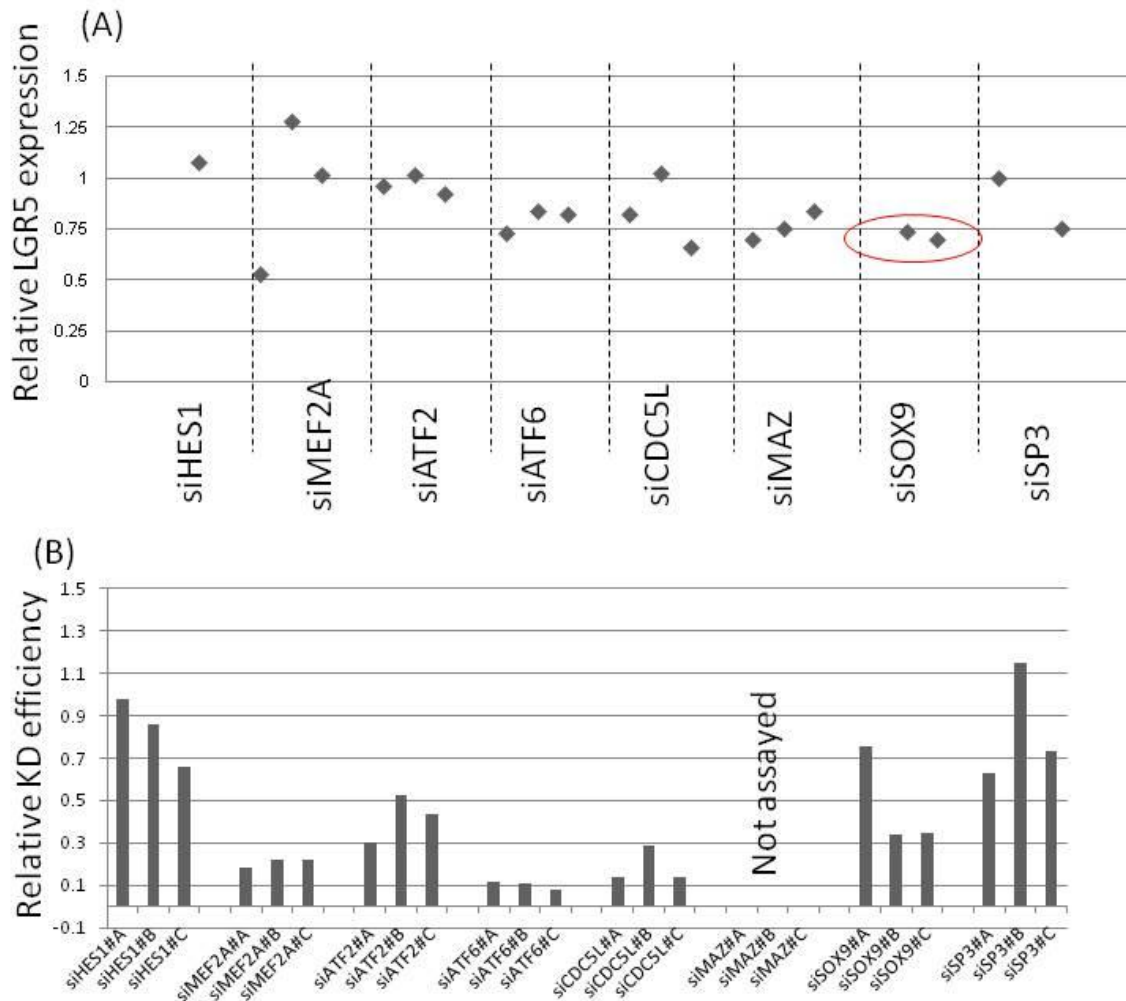 (A)
Relative LGR5 expression
1.5
1.25
1
0.75
0.5
0.25
0
siHES1
siMEF2A
siATF2
siATF6
siCDC5L
siMAZ
siSOX9
siSP3
(B)
Relative KD efficiency
1.5
1.3
1.1
0.9
0.7
0.5
0.3
0.1
-0.1
Not assayed
siHES1#A
siHES1#B
siHES1#C
siMEF2A#A
siMEF2A#B
siMEF2A#C
siATF2#A
siATF2#B
siATF2#C
siATF6#A
siATF6#B
siATF6#C
siCDC5L#A
siCDC5L#B
siCDC5L#C
siMAZ#A
siMAZ#B
siMAZ#C
siSOX9#A
siSOX9#B
siSOX9#C
siSP3#A
siSP3#B
siSP3#C